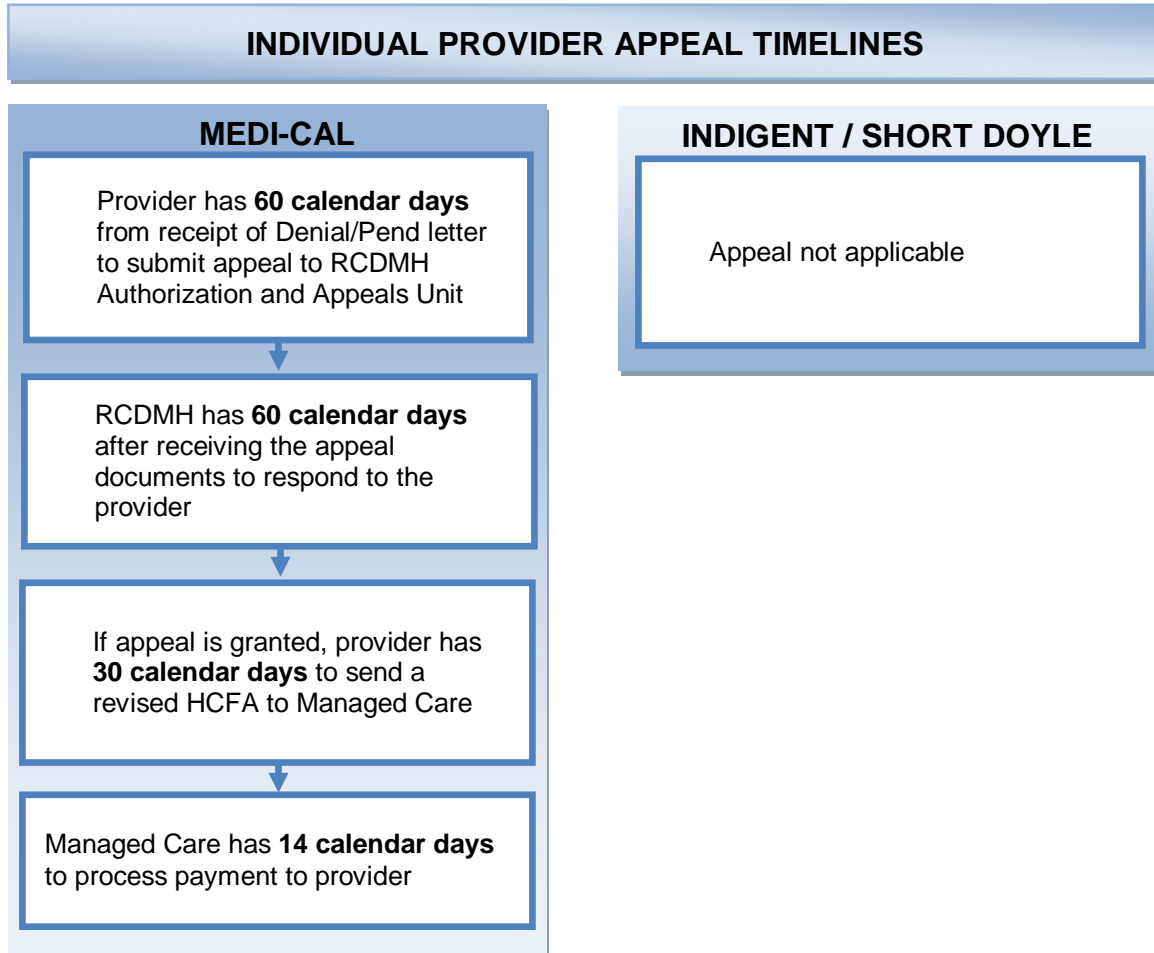 INDIVIDUAL PROVIDER APPEAL TIMELINES
MEDI-CAL
Provider has 60 calendar days
from receipt of Denial/Pend letter
to submit appeal to RCDMH
Authorization and Appeals Unit
RCDMH has 60 calendar days
after receiving the appeal
documents to respond to the
provider
If appeal is granted, provider has
30 calendar days to send a
revised HCFA to Managed Care
Managed Care has 14 calendar days
to process payment to provider
INDIGENT / SHORT DOYLE
Appeal not applicable